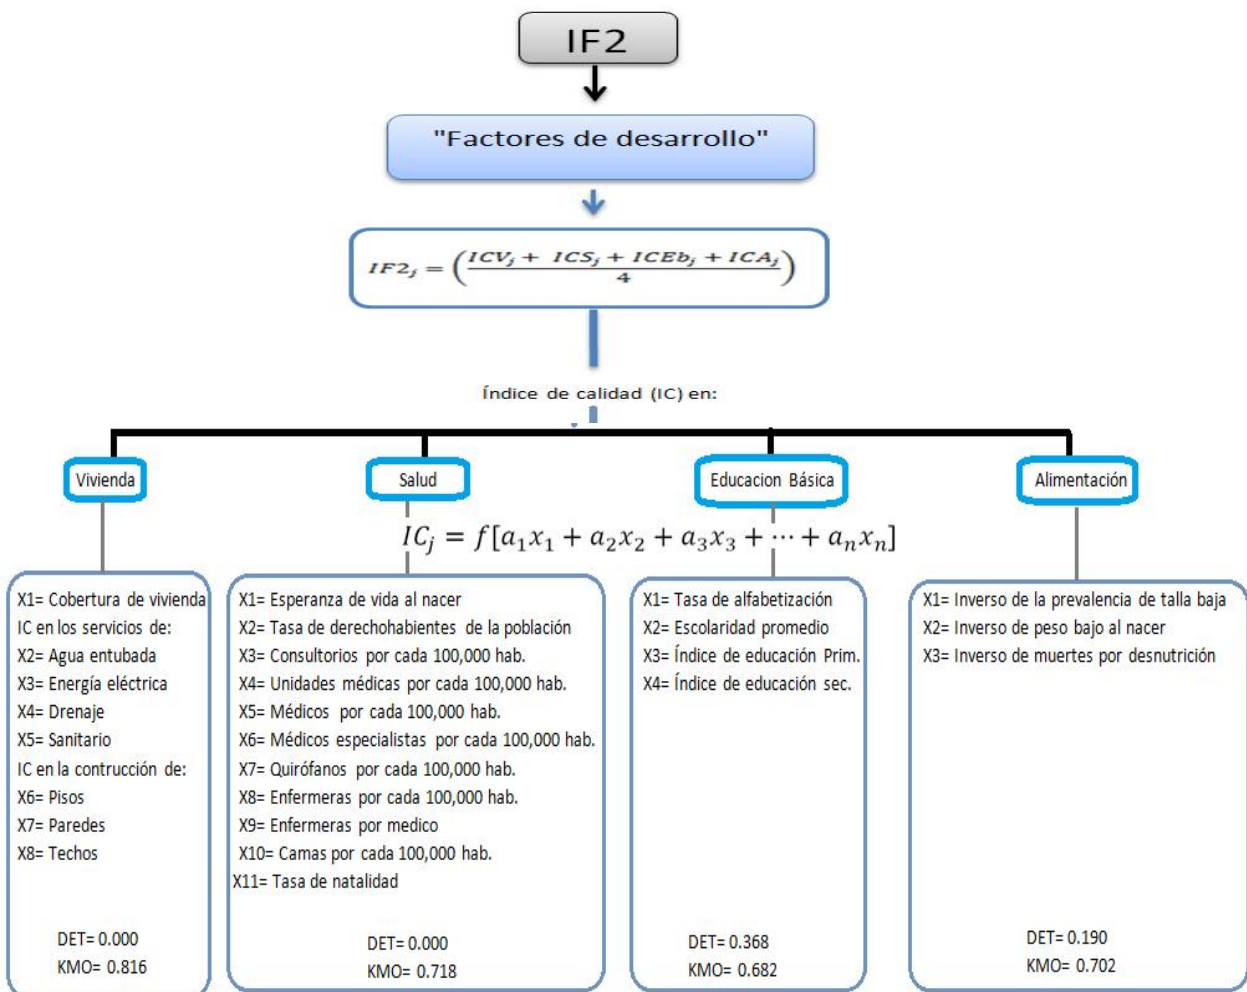 IF2
"Factores de desarrollo"
IF2ⱼ = ((ICVⱼ + ICSⱼ + ICEbⱼ + ICAⱼ)/4)
Índice de calidad (IC) en:
Vivienda
Salud
Educacion Básica
Alimentación
ICⱼ = f[a₁x₁ + a₂x₂ + a₃x₃ + ⋯ + aₙxₙ]
X1= Cobertura de vivienda
IC en los servicios de:
X2= Agua entubada
X3= Energía eléctrica
X4= Drenaje
X5= Sanitario
IC en la contrucción de:
X6= Pisos
X7= Paredes
X8= Techos
DET= 0.000
KMO= 0.816
X1= Esperanza de vida al nacer
X2= Tasa de derechohabientes de la población
X3= Consultorios por cada 100,000 hab.
X4= Unidades médicas por cada 100,000 hab.
X5= Médicos por cada 100,000 hab.
X6= Médicos especialistas por cada 100,000 hab.
X7= Quirófanos por cada 100,000 hab.
X8= Enfermeras por cada 100,000 hab.
X9= Enfermeras por medico
X10= Camas por cada 100,000 hab.
X11= Tasa de natalidad
DET= 0.000
KMO= 0.718
X1= Tasa de alfabetización
X2= Escolaridad promedio
X3= Índice de educación Prim.
X4= Índice de educación sec.
DET= 0.368
KMO= 0.682
X1= Inverso de la prevalencia de talla baja
X2= Inverso de peso bajo al nacer
X3= Inverso de muertes por desnutrición
DET= 0.190
KMO= 0.702